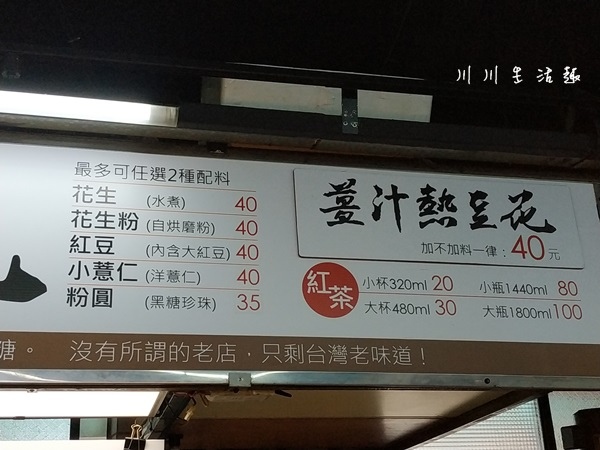 川川生活趣
最多可任選2種配料
花生 (水煮) 40
花生粉 (自烘磨粉) 40
紅豆 (內含大紅豆) 40
小薏仁 (洋薏仁) 40
粉圓 (黑糖珍珠) 35
薑汁熱豆花
加不加料一律：40元
紅茶
小杯320ml 20 小瓶1440ml 80
大杯480ml 30 大瓶1800ml 100
糖。 沒有所謂的老店，只剩台灣老味道！